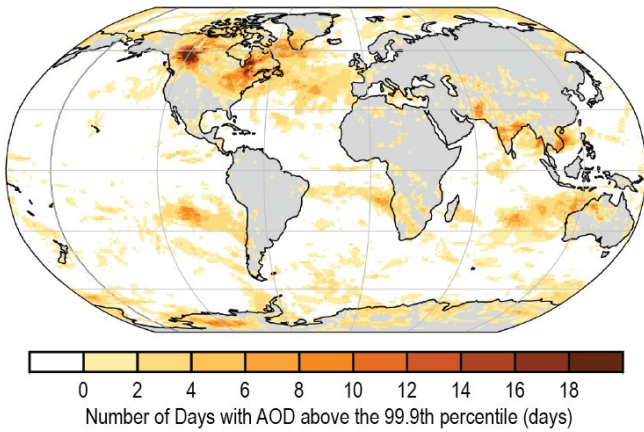 0 2 4 6 8 10 12 14 16 18
Number of Days with AOD above the 99.9th percentile (days)